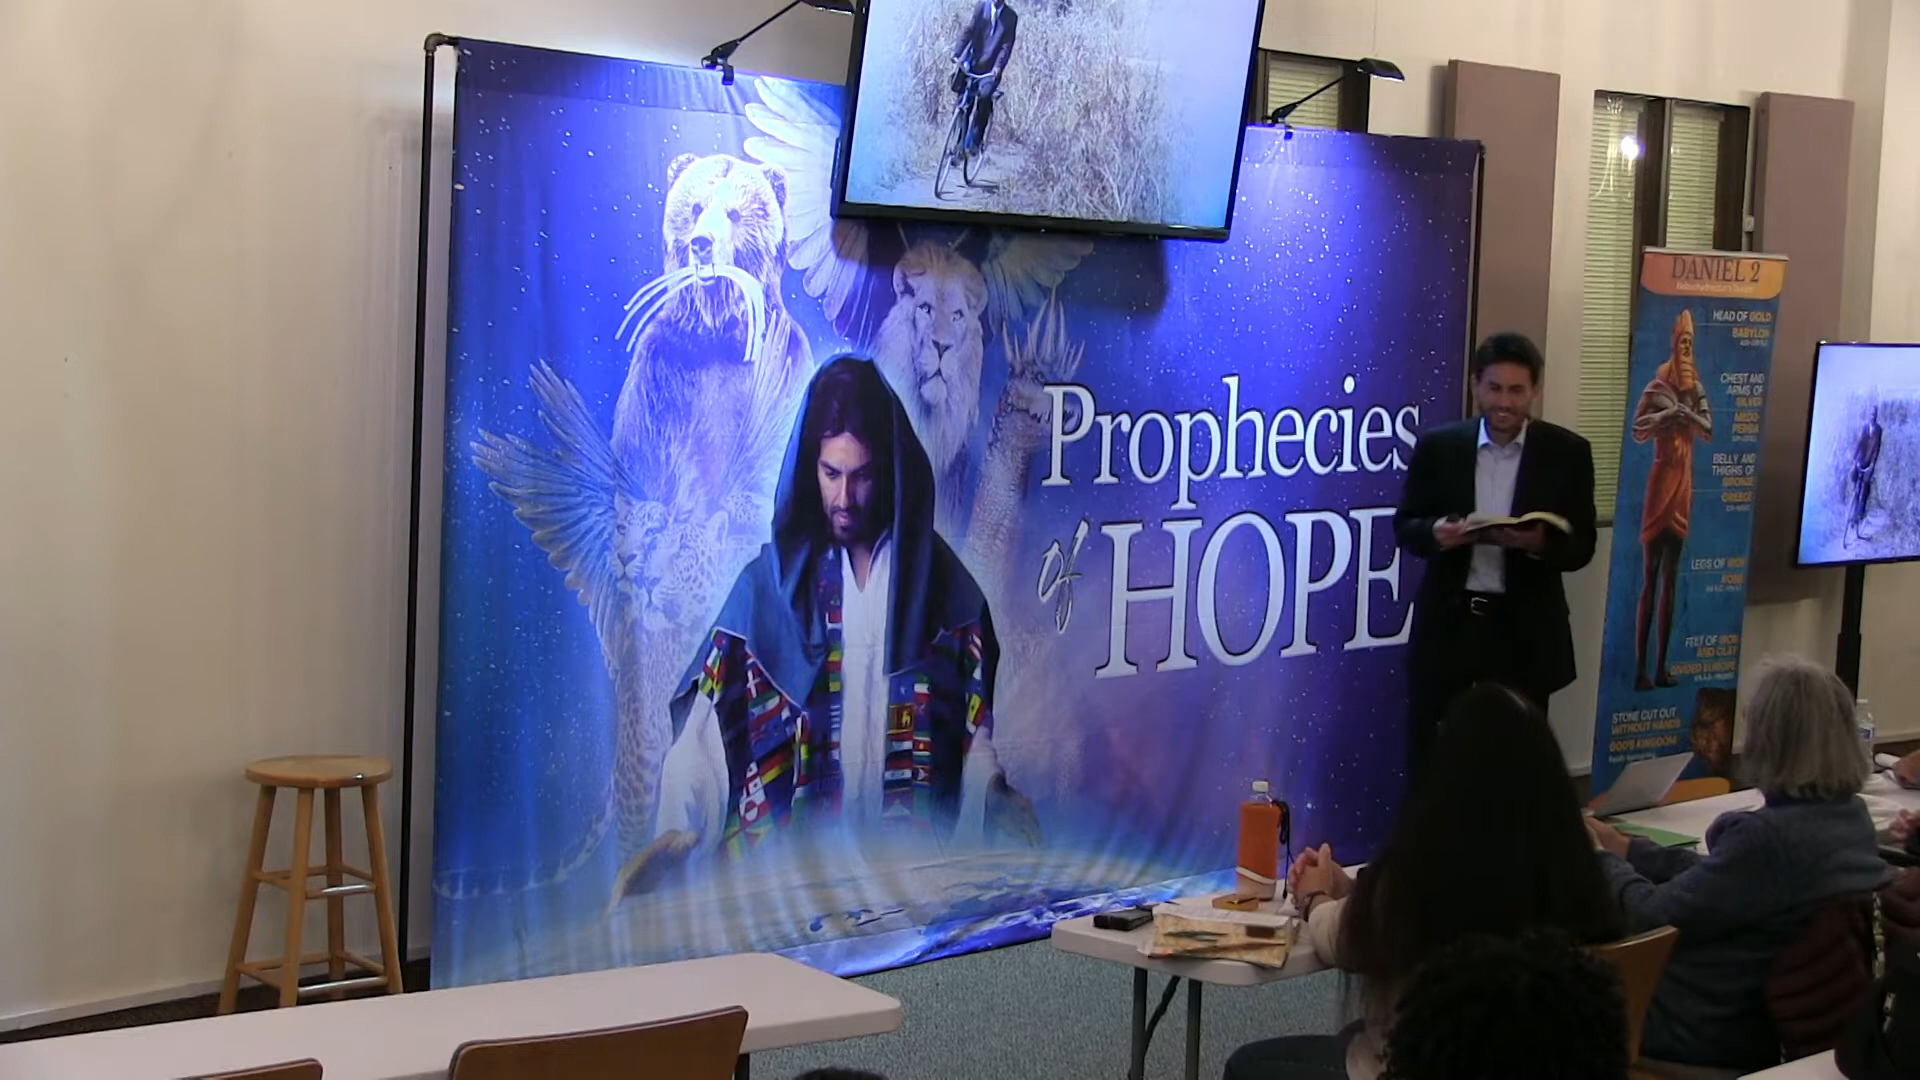 Prophecies
of HOPE
DANIEL 2
HEAD OF GOLD
BABYLON
CHEST AND
ARMS OF
SILVER
MEDO-
PERSIA
BELLY AND
THIGHS OF
BRONZE
GREECE
LEGS OF IRON
ROME
FEET OF IRON
AND CLAY
DIVIDED EUROPE
STONE CUT OUT
WITHOUT HANDS
GOD'S KINGDOM